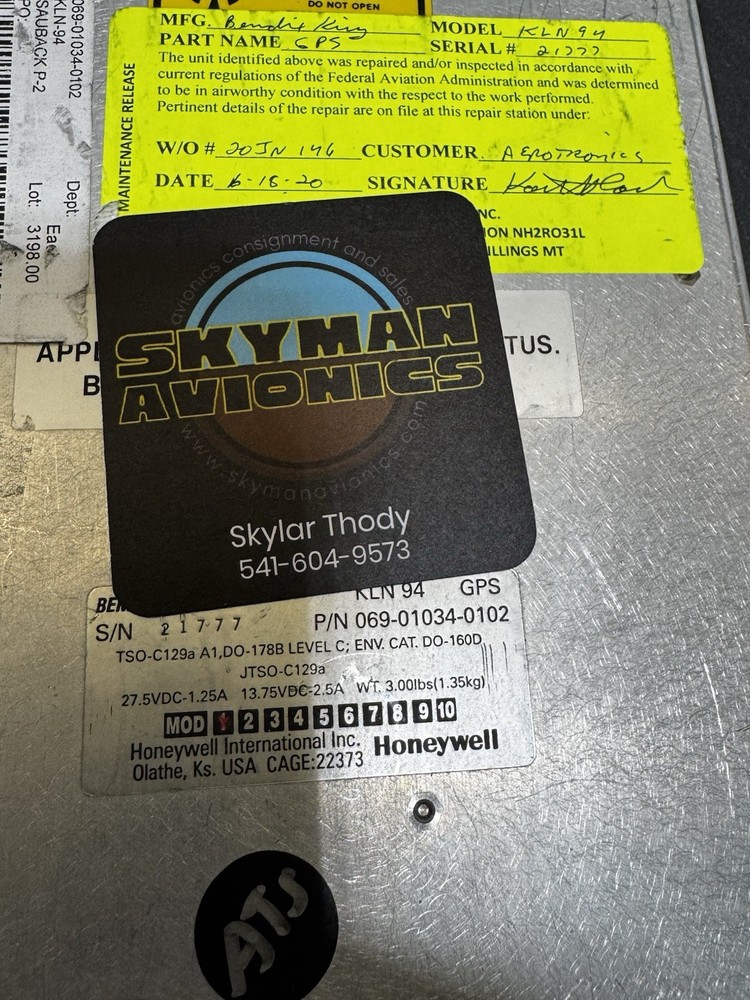 DO NOT OPEN
MFG. Bendix King MODEL KLN 94
PART NAME GPS SERIAL # 21777
The unit identified above was repaired and/or inspected in accordance with
current regulations of the Federal Aviation Administration and was determined
to be in airworthy condition with the respect to the work performed.
Pertinent details of the repair are on file at this repair station under:
W/O # 20JN 146 CUSTOMER AEROTRONICS
DATE 6-18-20 SIGNATURE
MAINTENANCE RELEASE
NC.
ION NH2RO31L
ILLINGS MT
069-01034-0102
KLN-94
SAUBACK P-2
PO:
Dept:
Ea
Lot: 3198.00
APPL
TUS.
B
avionics consignment and sales
SKYMAN
AVIONICS
www.skymanavionics.com
Skylar Thody
541-604-9573
BEN KLN 94 GPS
S/N 21777 P/N 069-01034-0102
TSO-C129a A1,DO-178B LEVEL C; ENV. CAT. DO-160D
JTSO-C129a
27.5VDC-1.25A 13.75VDC-2.5A WT. 3.00lbs(1.35kg)
MOD 1 2 3 4 5 6 7 8 9 10
Honeywell International Inc. Honeywell
Olathe, Ks. USA CAGE:22373
ATS